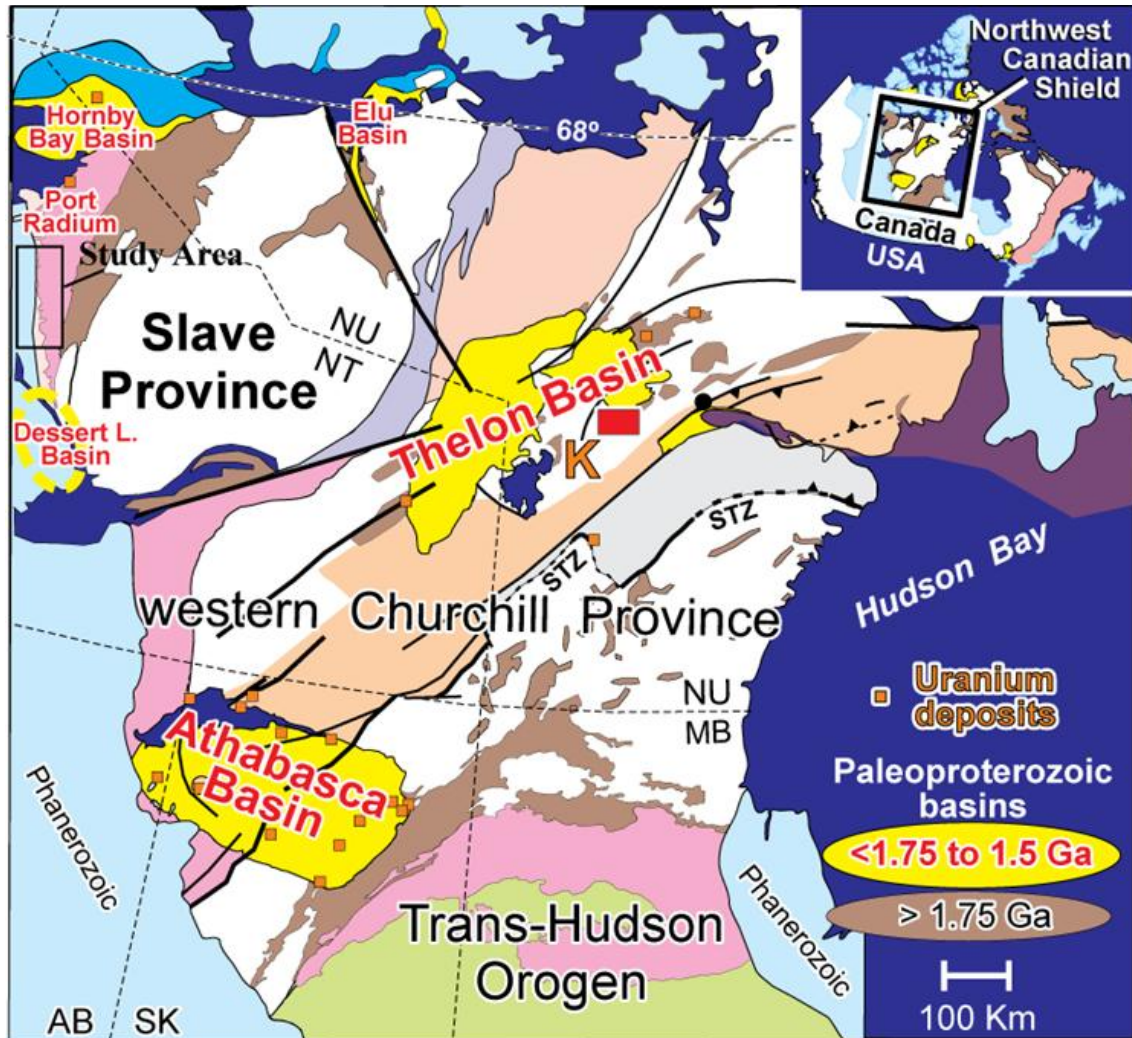 Northwest
Canadian
Shield
Canada
USA
Hornby
Bay Basin
Elu
Basin
68º
Port
Radium
Study Area
Slave
Province
NU
NT
Dessert L.
Basin
Thelon Basin
K
STZ
STZ
Hudson Bay
western Churchill Province
NU
MB
Uranium
deposits
Athabasca
Basin
Paleoproterozoic
basins
<1.75 to 1.5 Ga
> 1.75 Ga
Phanerozoic
Phanerozoic
Trans-Hudson
Orogen
100 Km
AB SK